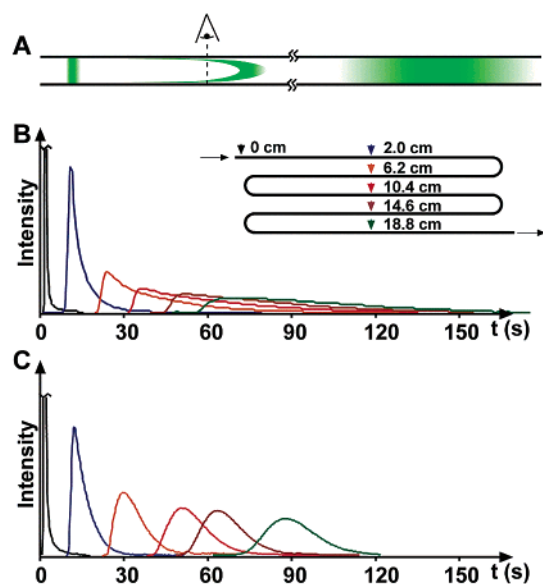 A
B
0 cm
2.0 cm
6.2 cm
10.4 cm
14.6 cm
18.8 cm
Intensity
0 30 60 90 120 150 t (s)
C
Intensity
0 30 60 90 120 150 t (s)